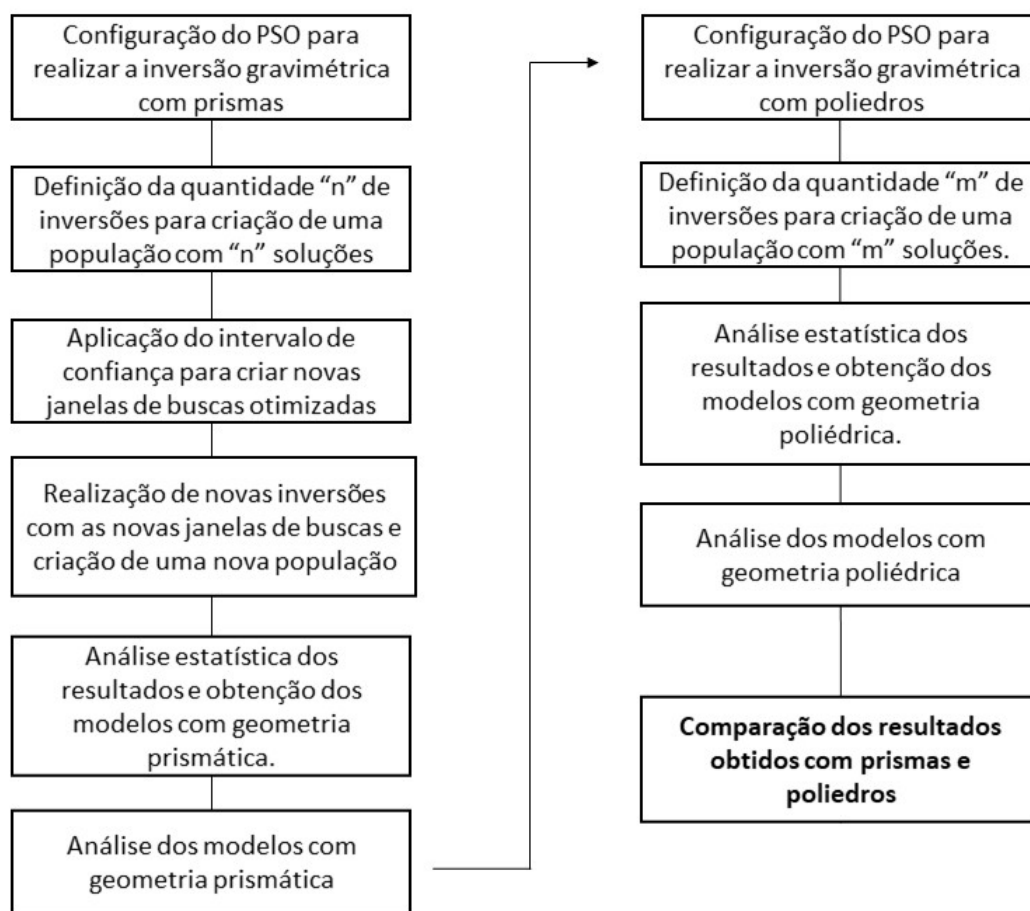 Configuração do PSO para
realizar a inversão gravimétrica
com prismas
Definição da quantidade “n” de
inversões para criação de uma
população com “n” soluções
Aplicação do intervalo de
confiança para criar novas
janelas de buscas otimizadas
Realização de novas inversões
com as novas janelas de buscas e
criação de uma nova população
Análise estatística dos
resultados e obtenção dos
modelos com geometria
prismática.
Análise dos modelos com
geometria prismática
Configuração do PSO para
realizar a inversão gravimétrica
com poliedros
Definição da quantidade “m” de
inversões para criação de uma
população com “m” soluções.
Análise estatística dos
resultados e obtenção dos
modelos com geometria
poliédrica.
Análise dos modelos com
geometria poliédrica
Comparação dos resultados
obtidos com prismas e
poliedros